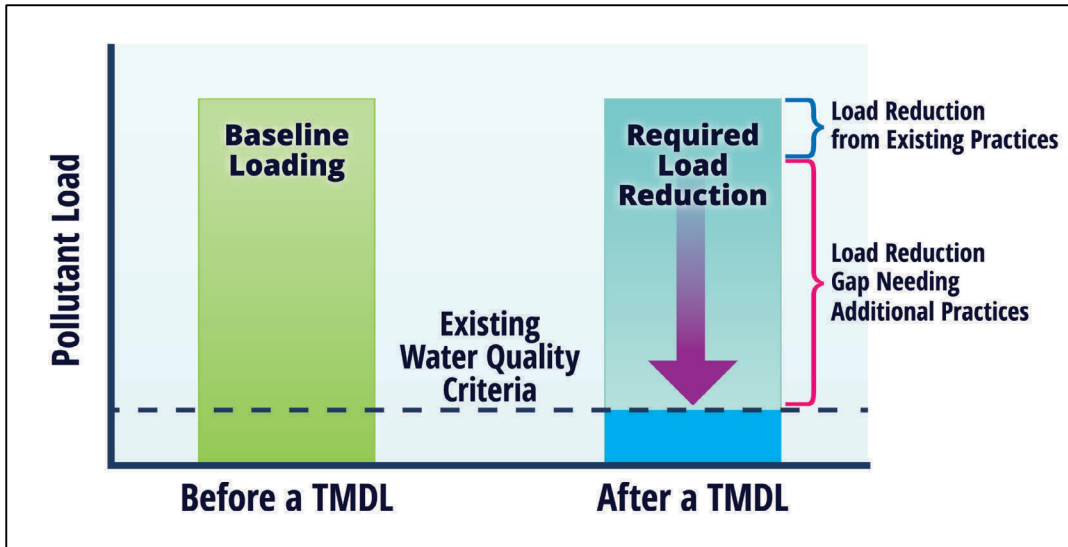 Pollutant Load
Baseline
Loading
Existing
Water Quality
Criteria
Required
Load
Reduction
Load Reduction
from Existing Practices
Load Reduction
Gap Needing
Additional Practices
Before a TMDL
After a TMDL